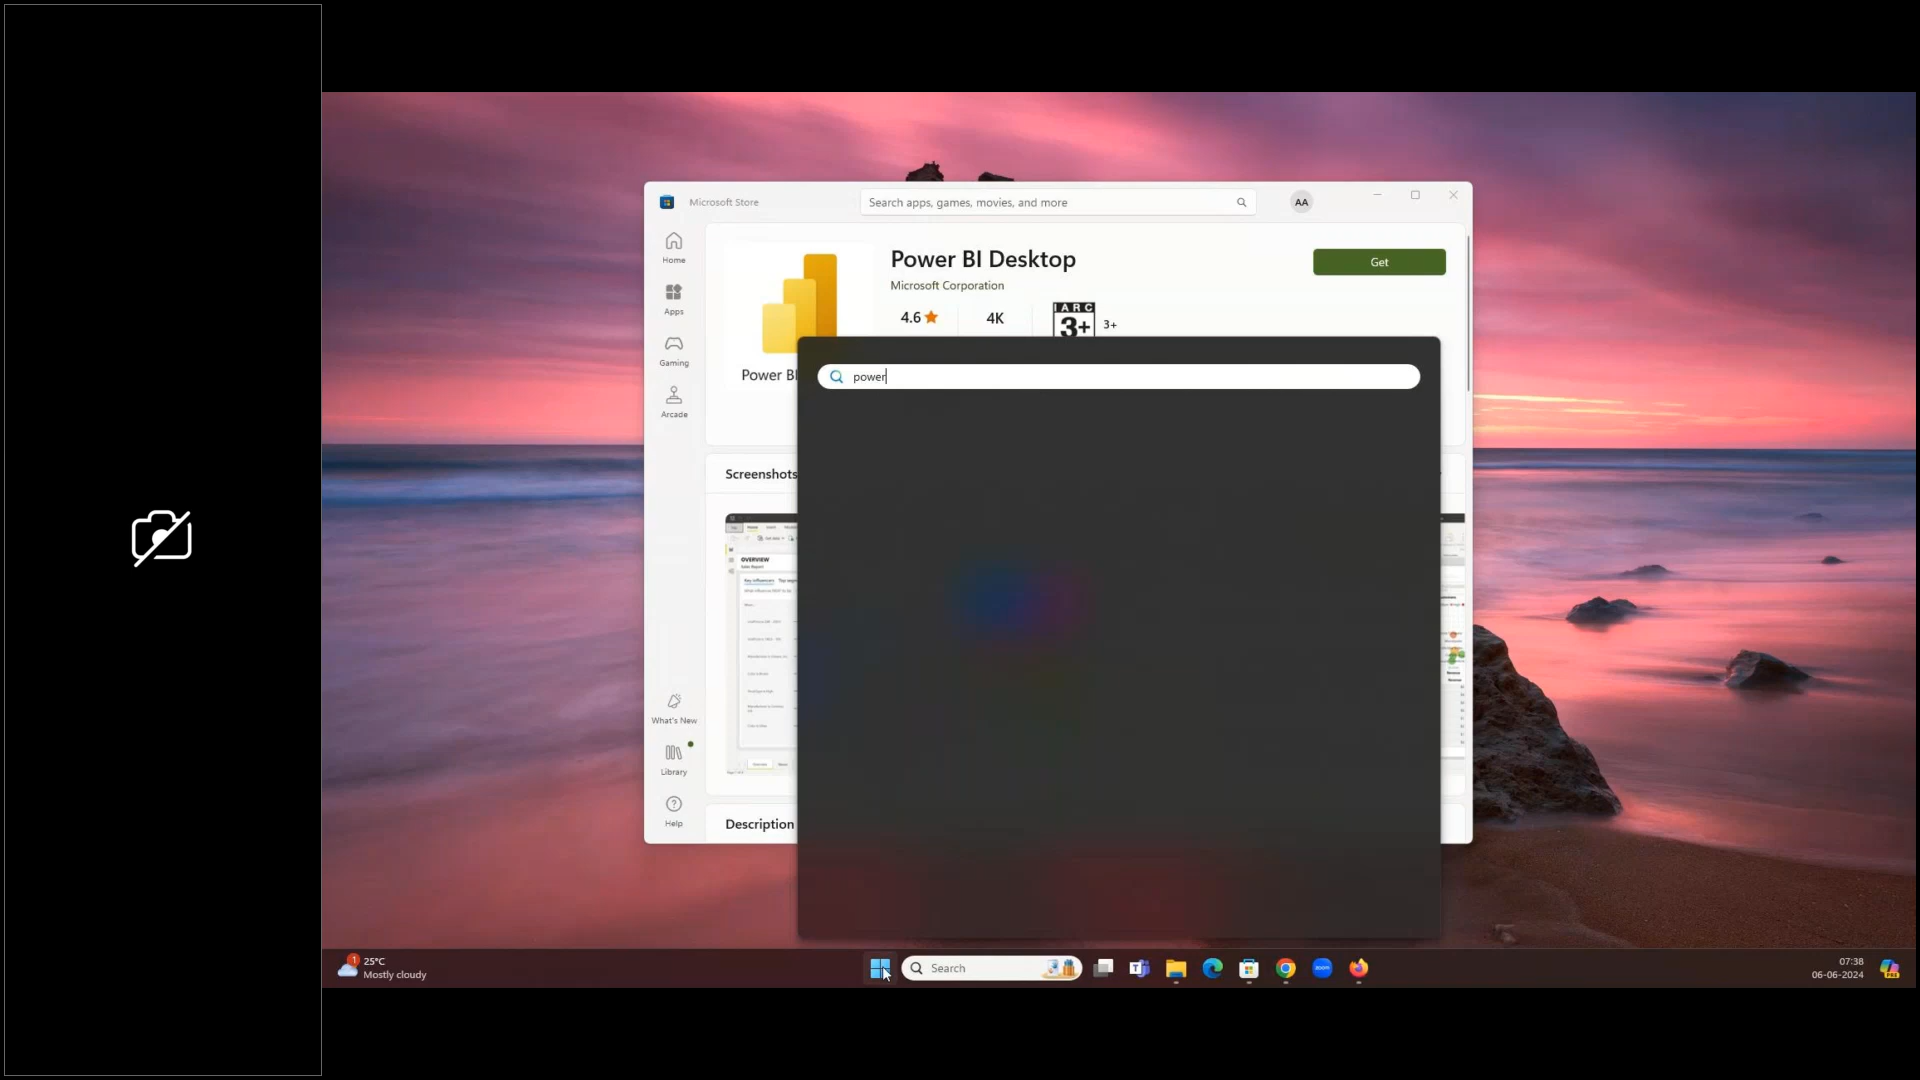 Microsoft Store
Search apps, games, movies, and more
AA
Home
Apps
Gaming
Arcade
What's New
Library
Help
Power BI Desktop
Microsoft Corporation
Get
4.6
4K
IARC
3+
3+
Power BI
power
Screenshots
OVERVIEW
Description
1
25°C
Mostly cloudy
Search
07:38
06-06-2024